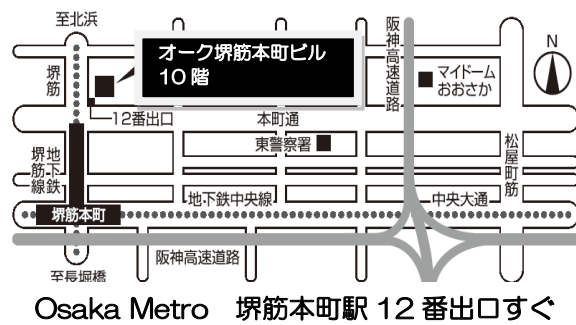 至北浜
堺筋
オーク堺筋本町ビル
10階
阪神高速道路
マイドーム
おおさか
N
12番出口
本町通
東警察署
松屋町筋
地下鉄
堺筋線
地下鉄中央線
中央大通
堺筋本町
阪神高速道路
至長堀橋
Osaka Metro 堺筋本町駅 12番出口すぐ